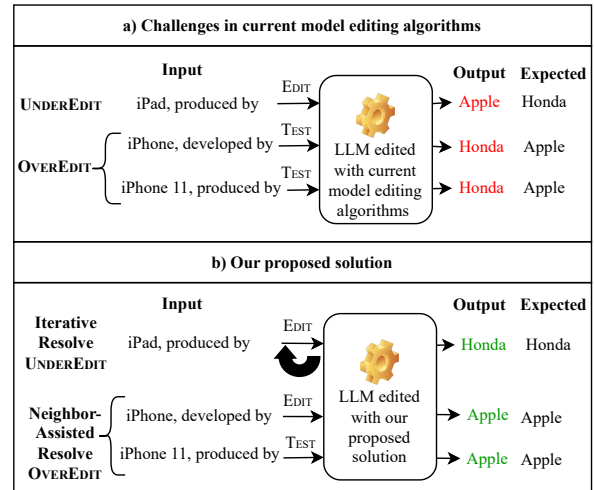 a) Challenges in current model editing algorithms
Input
Output
Expected
UNDEREDIT
iPad, produced by
EDIT
Apple
Honda
OVEREDIT
iPhone, developed by
TEST
Honda
Apple
iPhone 11, produced by
TEST
Honda
Apple
LLM edited
with current
model editing
algorithms
b) Our proposed solution
Input
Output
Expected
Iterative
Resolve
UNDEREDIT
iPad, produced by
EDIT
Honda
Honda
Neighbor-
Assisted
Resolve
OVEREDIT
iPhone, developed by
EDIT
Apple
Apple
iPhone 11, produced by
TEST
Apple
Apple
LLM edited
with our
proposed
solution